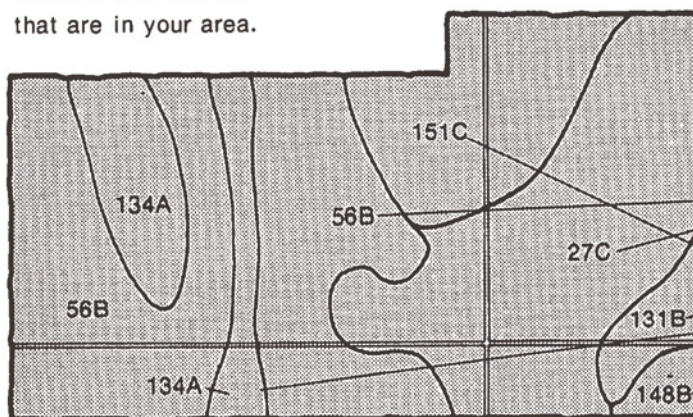 that are in your area.
151C
134A
56B
27C
56B
131B
134A
148B